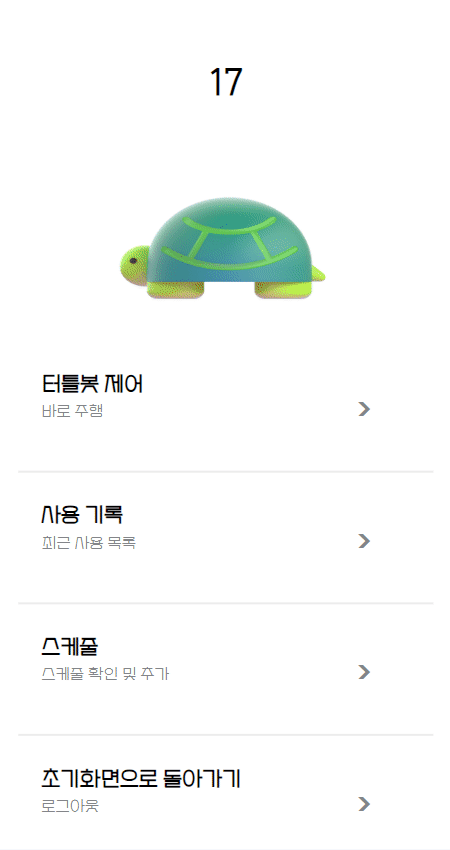 17
터틀봇 제어
바로 주행
사용 기록
최근 사용 목록
스케줄
스케줄 확인 및 추가
초기화면으로 돌아가기
로그아웃